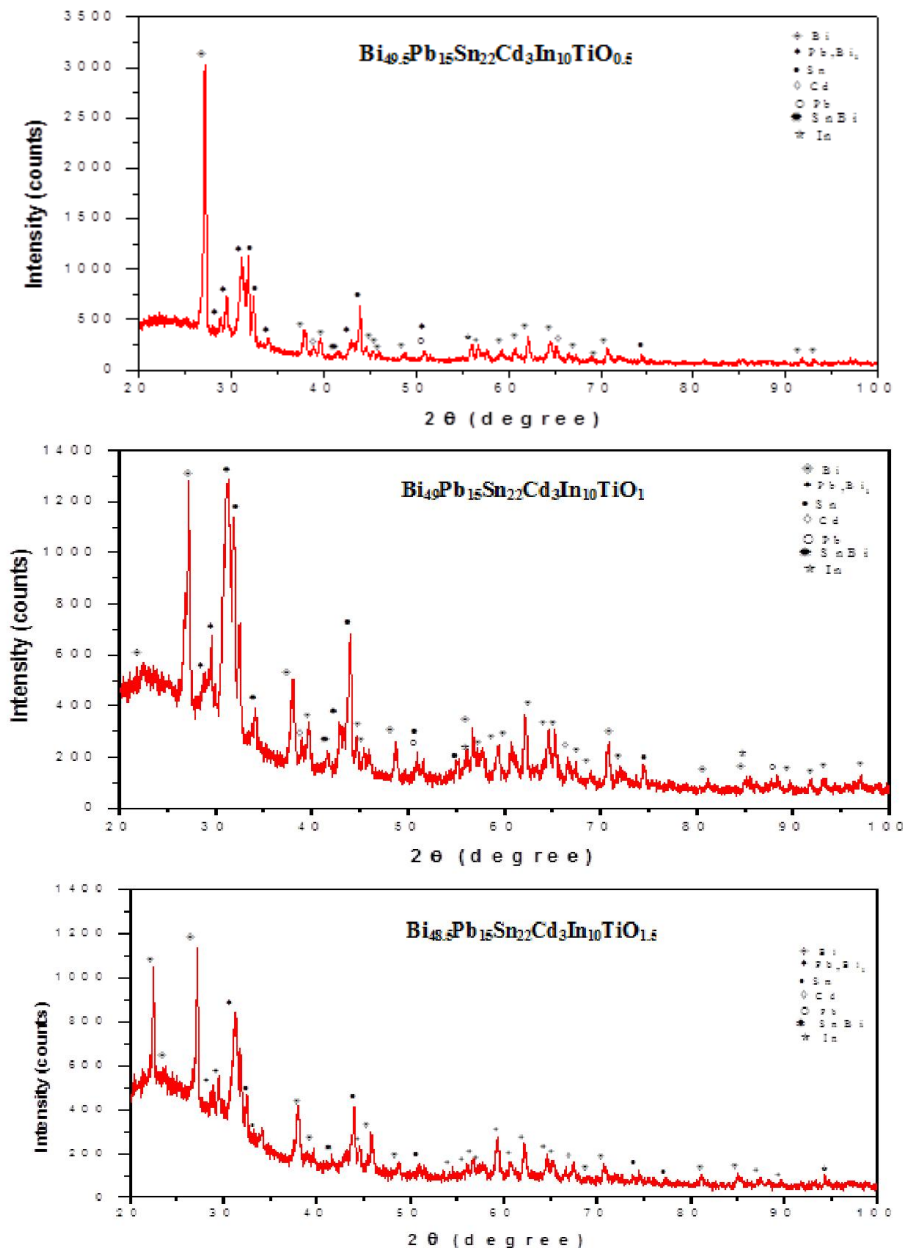 3500
Bi49.5Pb15Sn22Cd3In10TiO0.5
Bi
Sn
Cd
Pb
SnBi
In
3000
2500
2000
1500
1000
500
0
Intensity (counts)
20 30 40 50 60 70 80 90 100
2θ (degree)
1400
Bi49Pb15Sn22Cd3In10TiO1
Bi
Sn
Cd
Pb
SnBi
In
1200
1000
800
600
400
200
0
Intensity (counts)
20 30 40 50 60 70 80 90 100
2θ (degree)
1400
Bi48.5Pb15Sn22Cd3In10TiO1.5
Bi
Sn
Cd
Pb
SnBi
In
1200
1000
800
600
400
200
0
Intensity (counts)
20 30 40 50 60 70 80 90 100
2θ (degree)